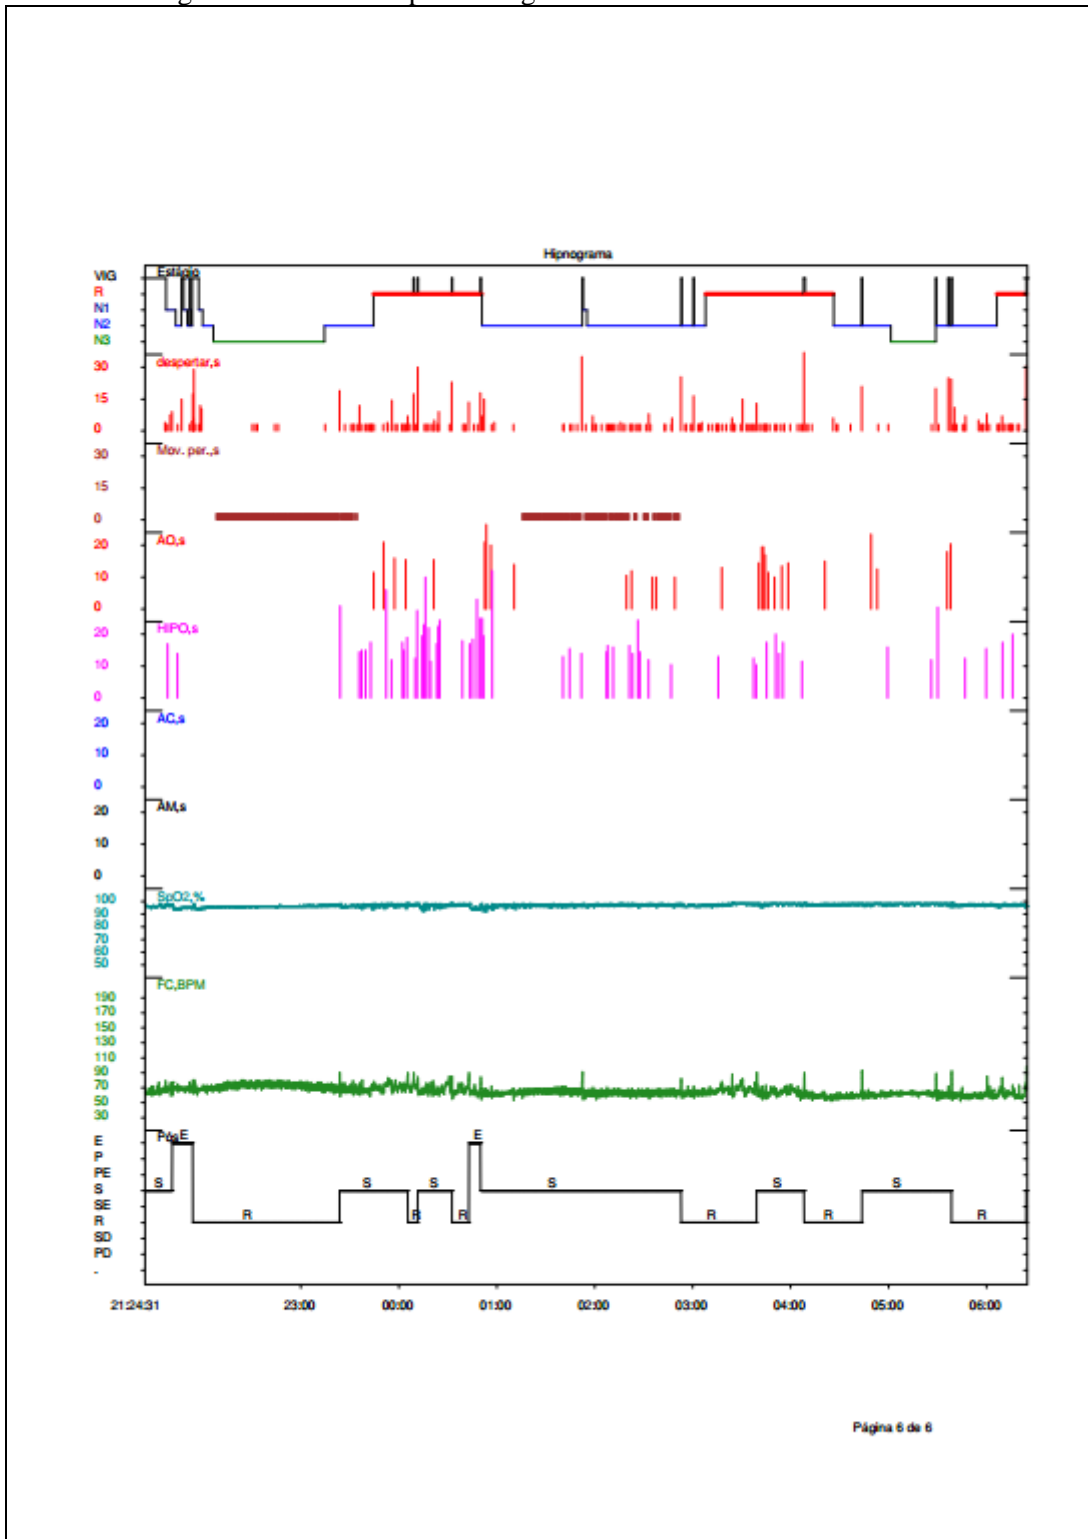 Hipnograma
VIG Estágio
R
N1
N2
N3
despertar,s
30
15
0
Mov. per.,s
30
15
0
AO,s
20
10
0
HIPO,s
20
10
0
AC,s
20
10
0
AM,s
20
10
0
SpO2,%
100
90
80
70
60
50
FC,BPM
190
170
150
130
110
90
70
50
30
E Pós E E
P
PE
S S S S S S S
SE
R R R R R R R
SD
PD
-
21:24:31 23:00 00:00 01:00 02:00 03:00 04:00 05:00 06:00
Página 6 de 6